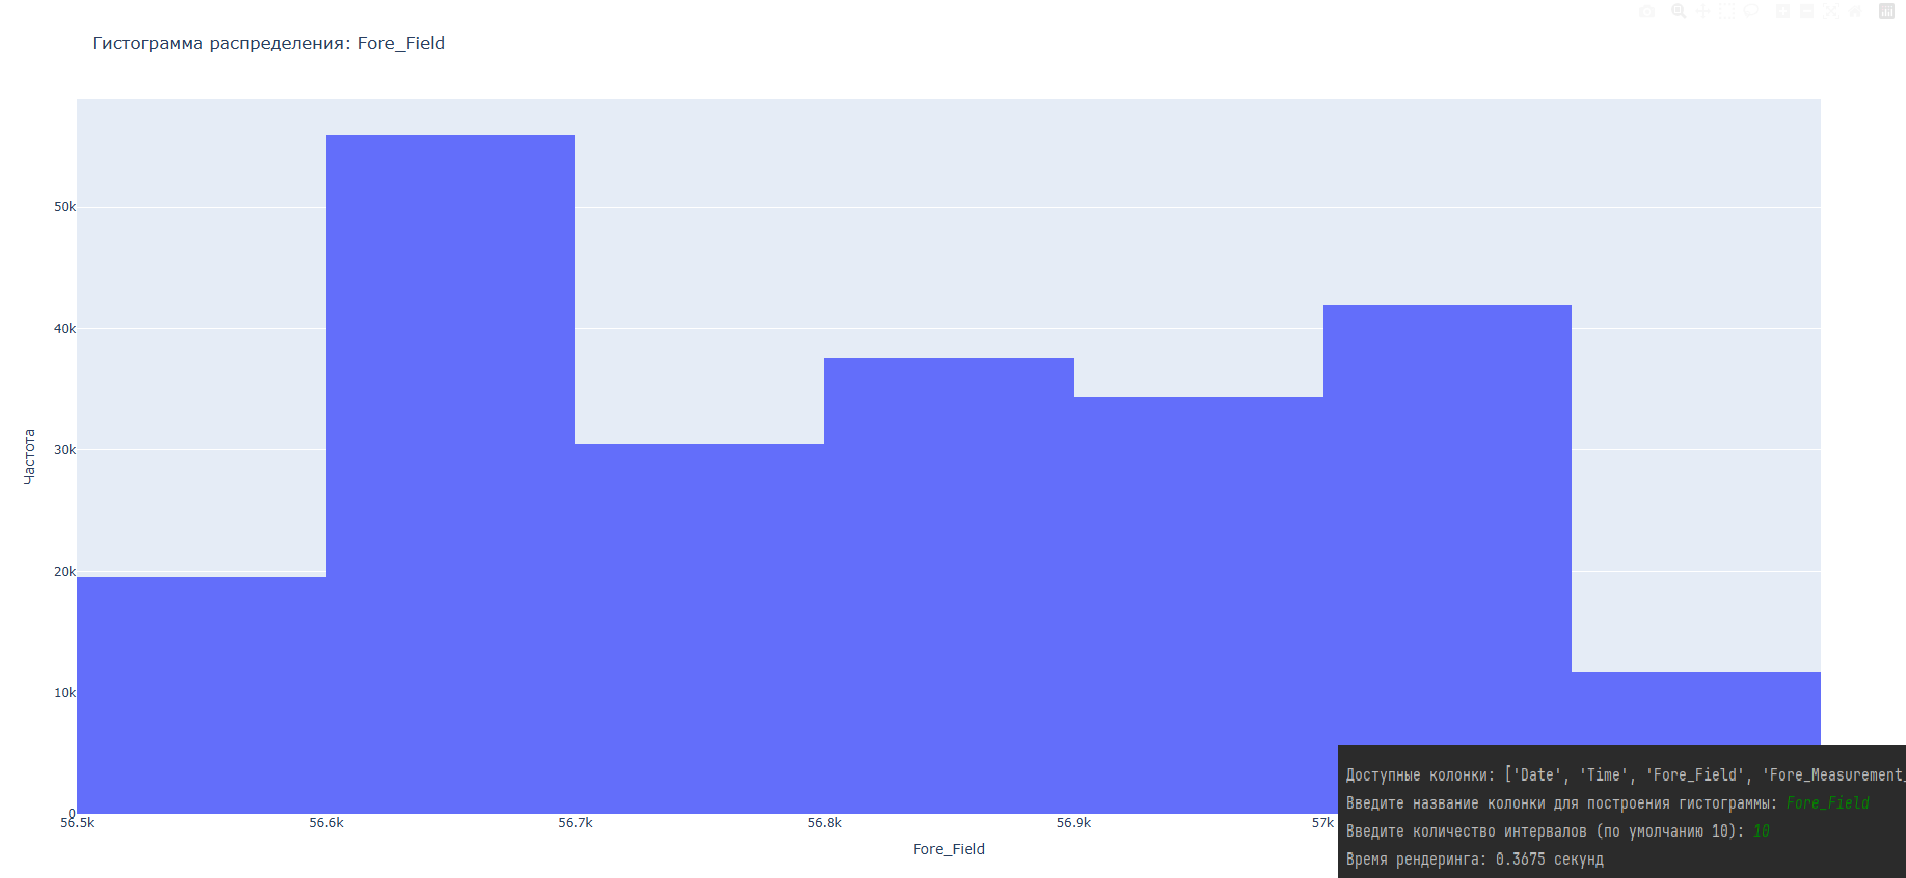 Гистограмма распределения: Fore_Field
50k
40k
30k
20k
10k
0
Частота
56.5k
56.6k
56.7k
56.8k
56.9k
57k
Fore_Field
Доступные колонки: ['Date', 'Time', 'Fore_Field', 'Fore_Measurement_
Введите название колонки для построения гистограммы: Fore_Field
Введите количество интервалов (по умолчанию 10): 10
Время рендеринга: 0.3675 секунд